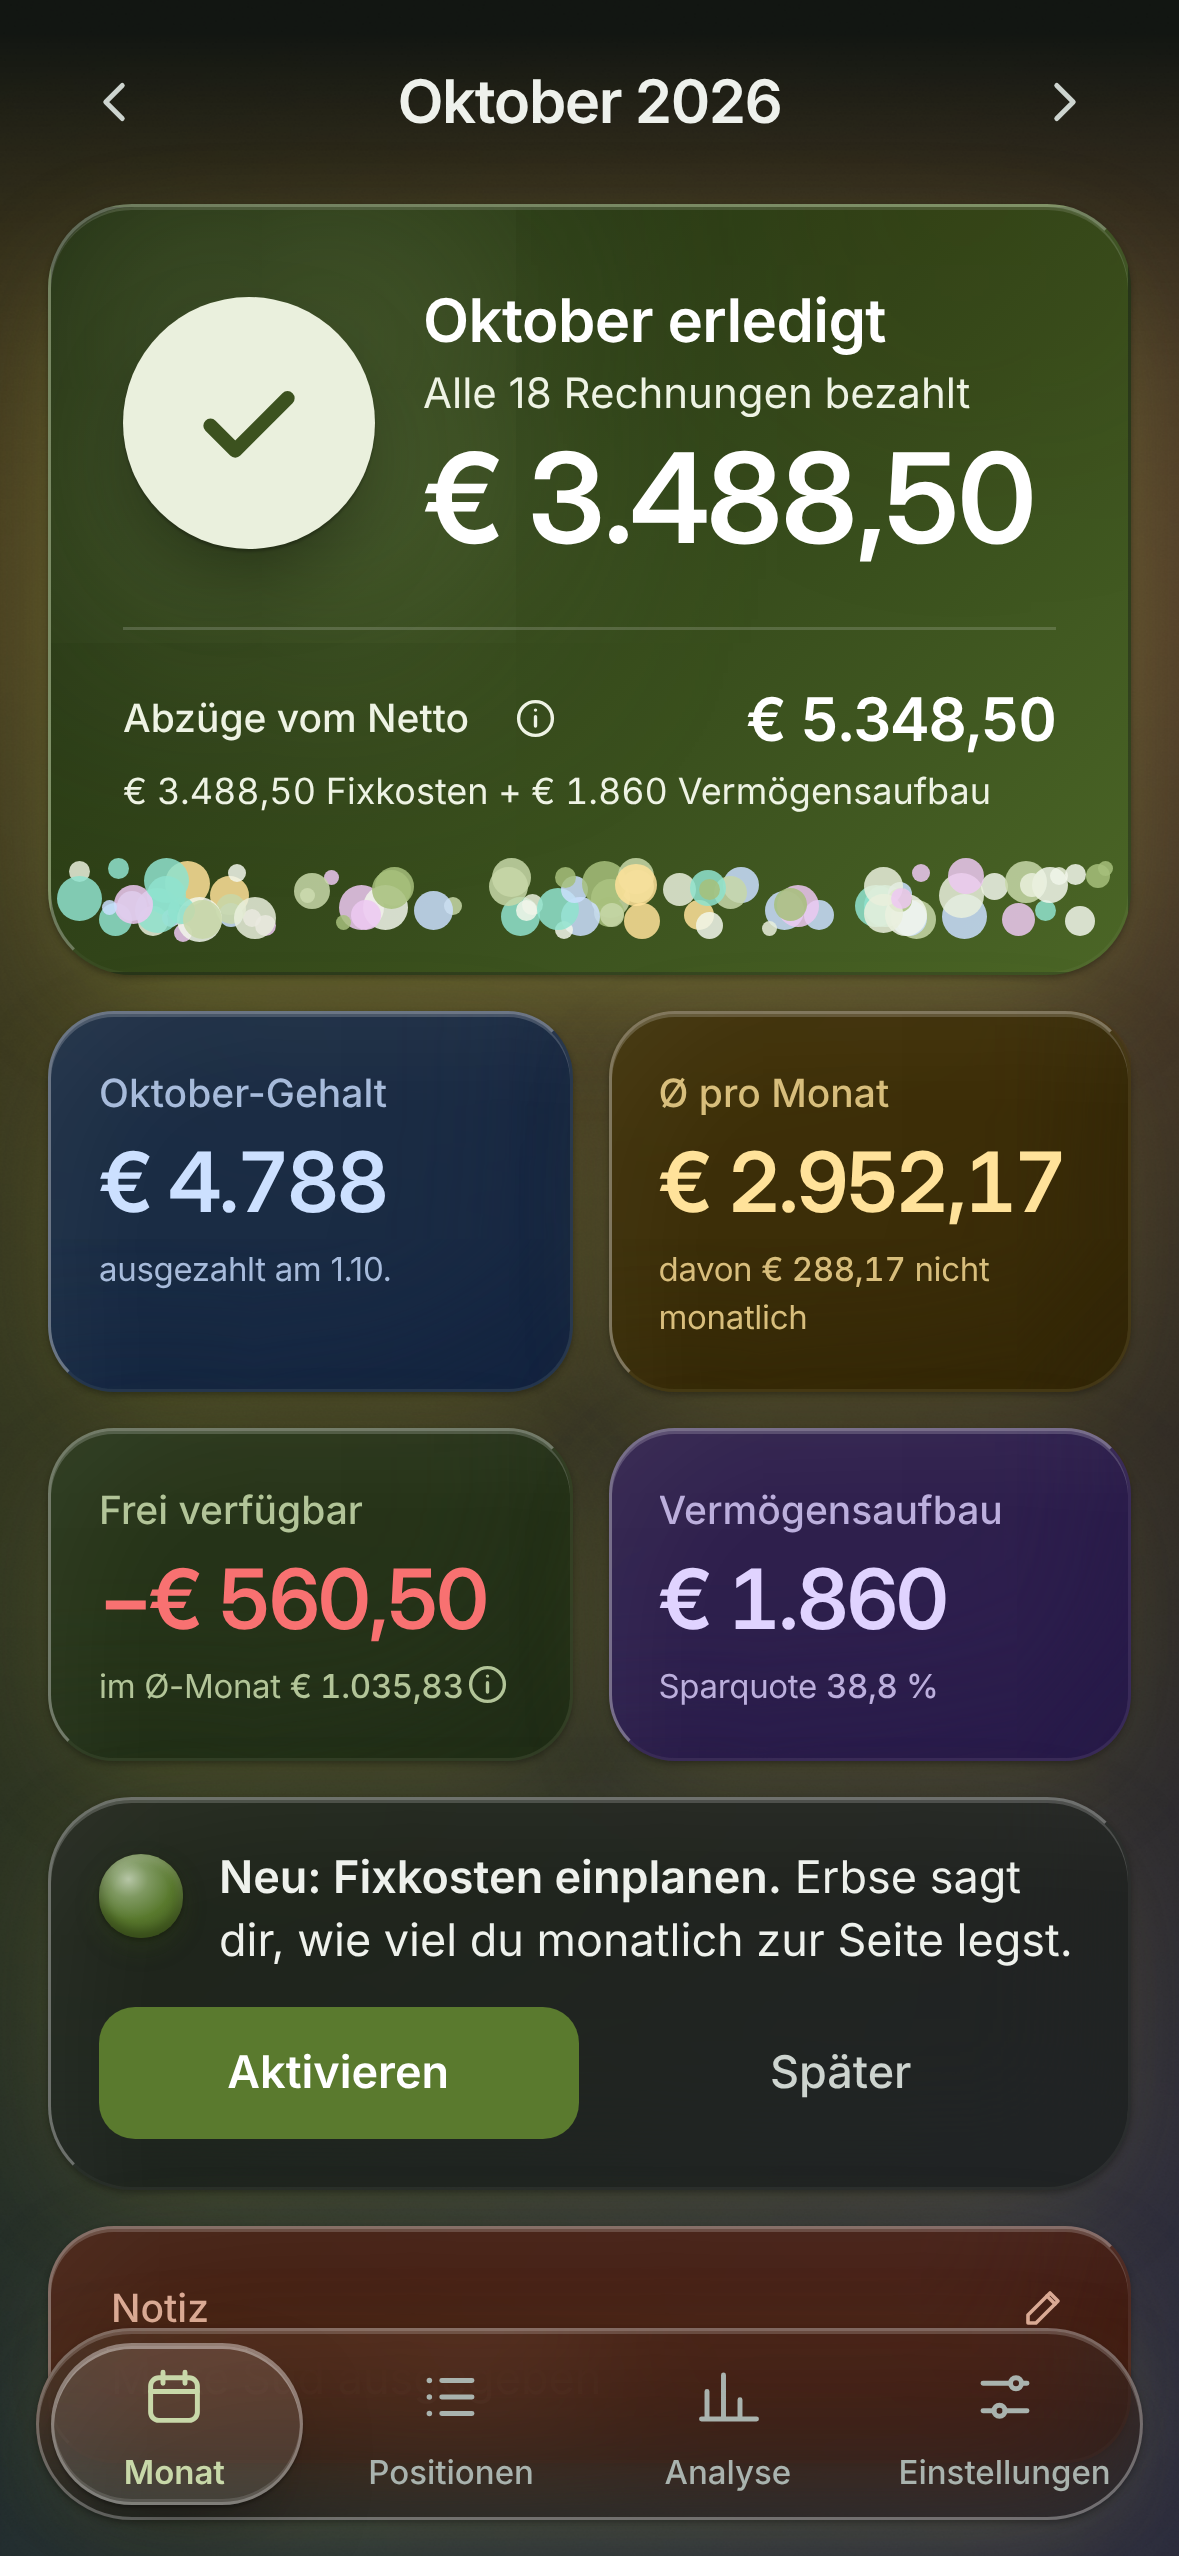 Oktober 2026
Oktober erledigt
Alle 18 Rechnungen bezahlt
€ 3.488,50
Abzüge vom Netto
€ 5.348,50
€ 3.488,50 Fixkosten + € 1.860 Vermögensaufbau
Oktober-Gehalt
€ 4.788
ausgezahlt am 1.10.
Ø pro Monat
€ 2.952,17
davon € 288,17 nicht
monatlich
Frei verfügbar
–€ 560,50
im Ø-Monat € 1.035,83
Vermögensaufbau
€ 1.860
Sparquote 38,8 %
Neu: Fixkosten einplanen. Erbse sagt
dir, wie viel du monatlich zur Seite legst.
Aktivieren
Später
Notiz
Monat
Positionen
Analyse
Einstellungen